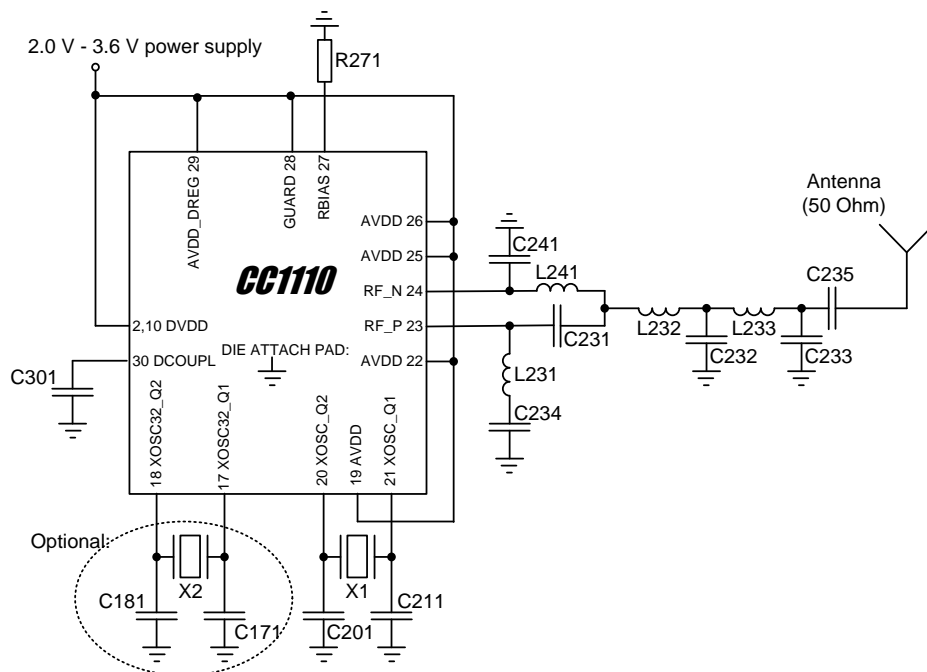 2.0 V - 3.6 V power supply
R271
AVDD_DREG 29
GUARD 28
RBIAS 27
Antenna
(50 Ohm)
AVDD 26
AVDD 25
RF_N 24
RF_P 23
AVDD 22
CC1110
2,10 DVDD
DIE ATTACH PAD:
30 DCOUPL
C301
C241
L241
C231
L231
C234
L232
C232
L233
C233
C235
18 XOSC32_Q2
17 XOSC32_Q1
20 XOSC_Q2
19 AVDD
21 XOSC_Q1
Optional:
X2
X1
C181
C171
C201
C211